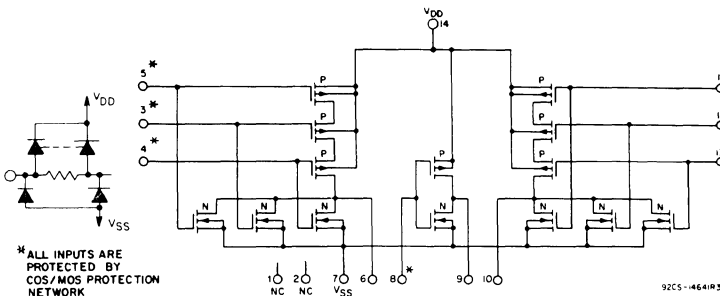 VDD
14
5*
3*
4*
VDD
VSS
P
P
P
P
P
P
P
N
N
N
N
N
N
N
*ALL INPUTS ARE
PROTECTED BY
COS/MOS PROTECTION
NETWORK
1
NC
2
NC
7
VSS
6
8*
9
10
92CS-14641R3